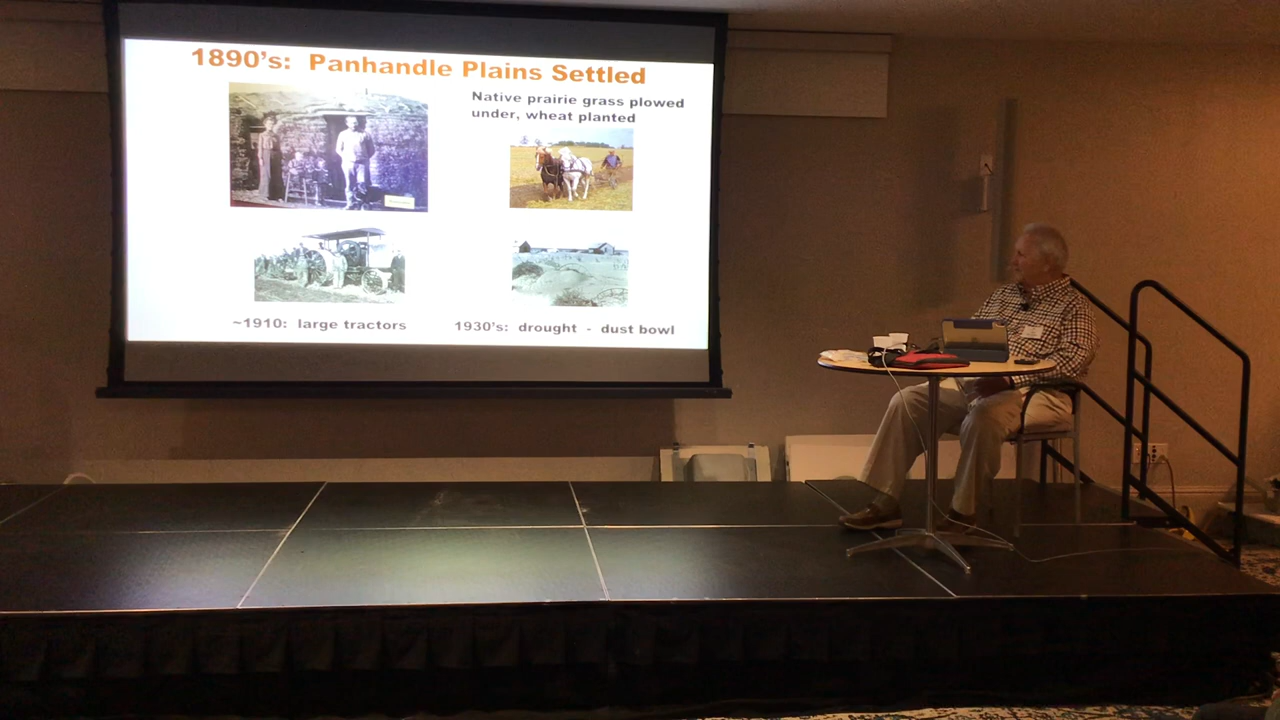 1890's: Panhandle Plains Settled
Native prairie grass plowed
under, wheat planted
~1910: large tractors
1930's: drought - dust bowl